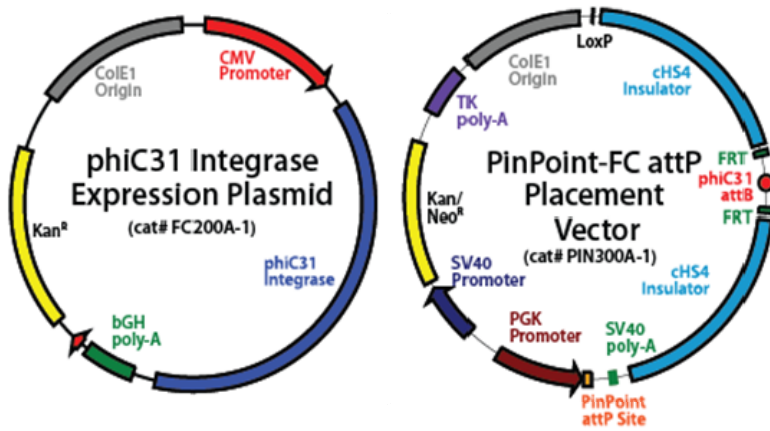 ColE1
Origin
CMV
Promoter
phiC31 Integrase
Expression Plasmid
(cat# FC200A-1)
Kanᴿ
phiC31
Integrase
bGH
poly-A
LoxP
ColE1
Origin
cHS4
Insulator
TK
poly-A
FRT
phiC31
attB
FRT
PinPoint-FC attP
Placement
Vector
(cat# PIN300A-1)
Kan/
Neoᴿ
SV40
Promoter
cHS4
Insulator
PGK
Promoter
SV40
poly-A
PinPoint
attP Site